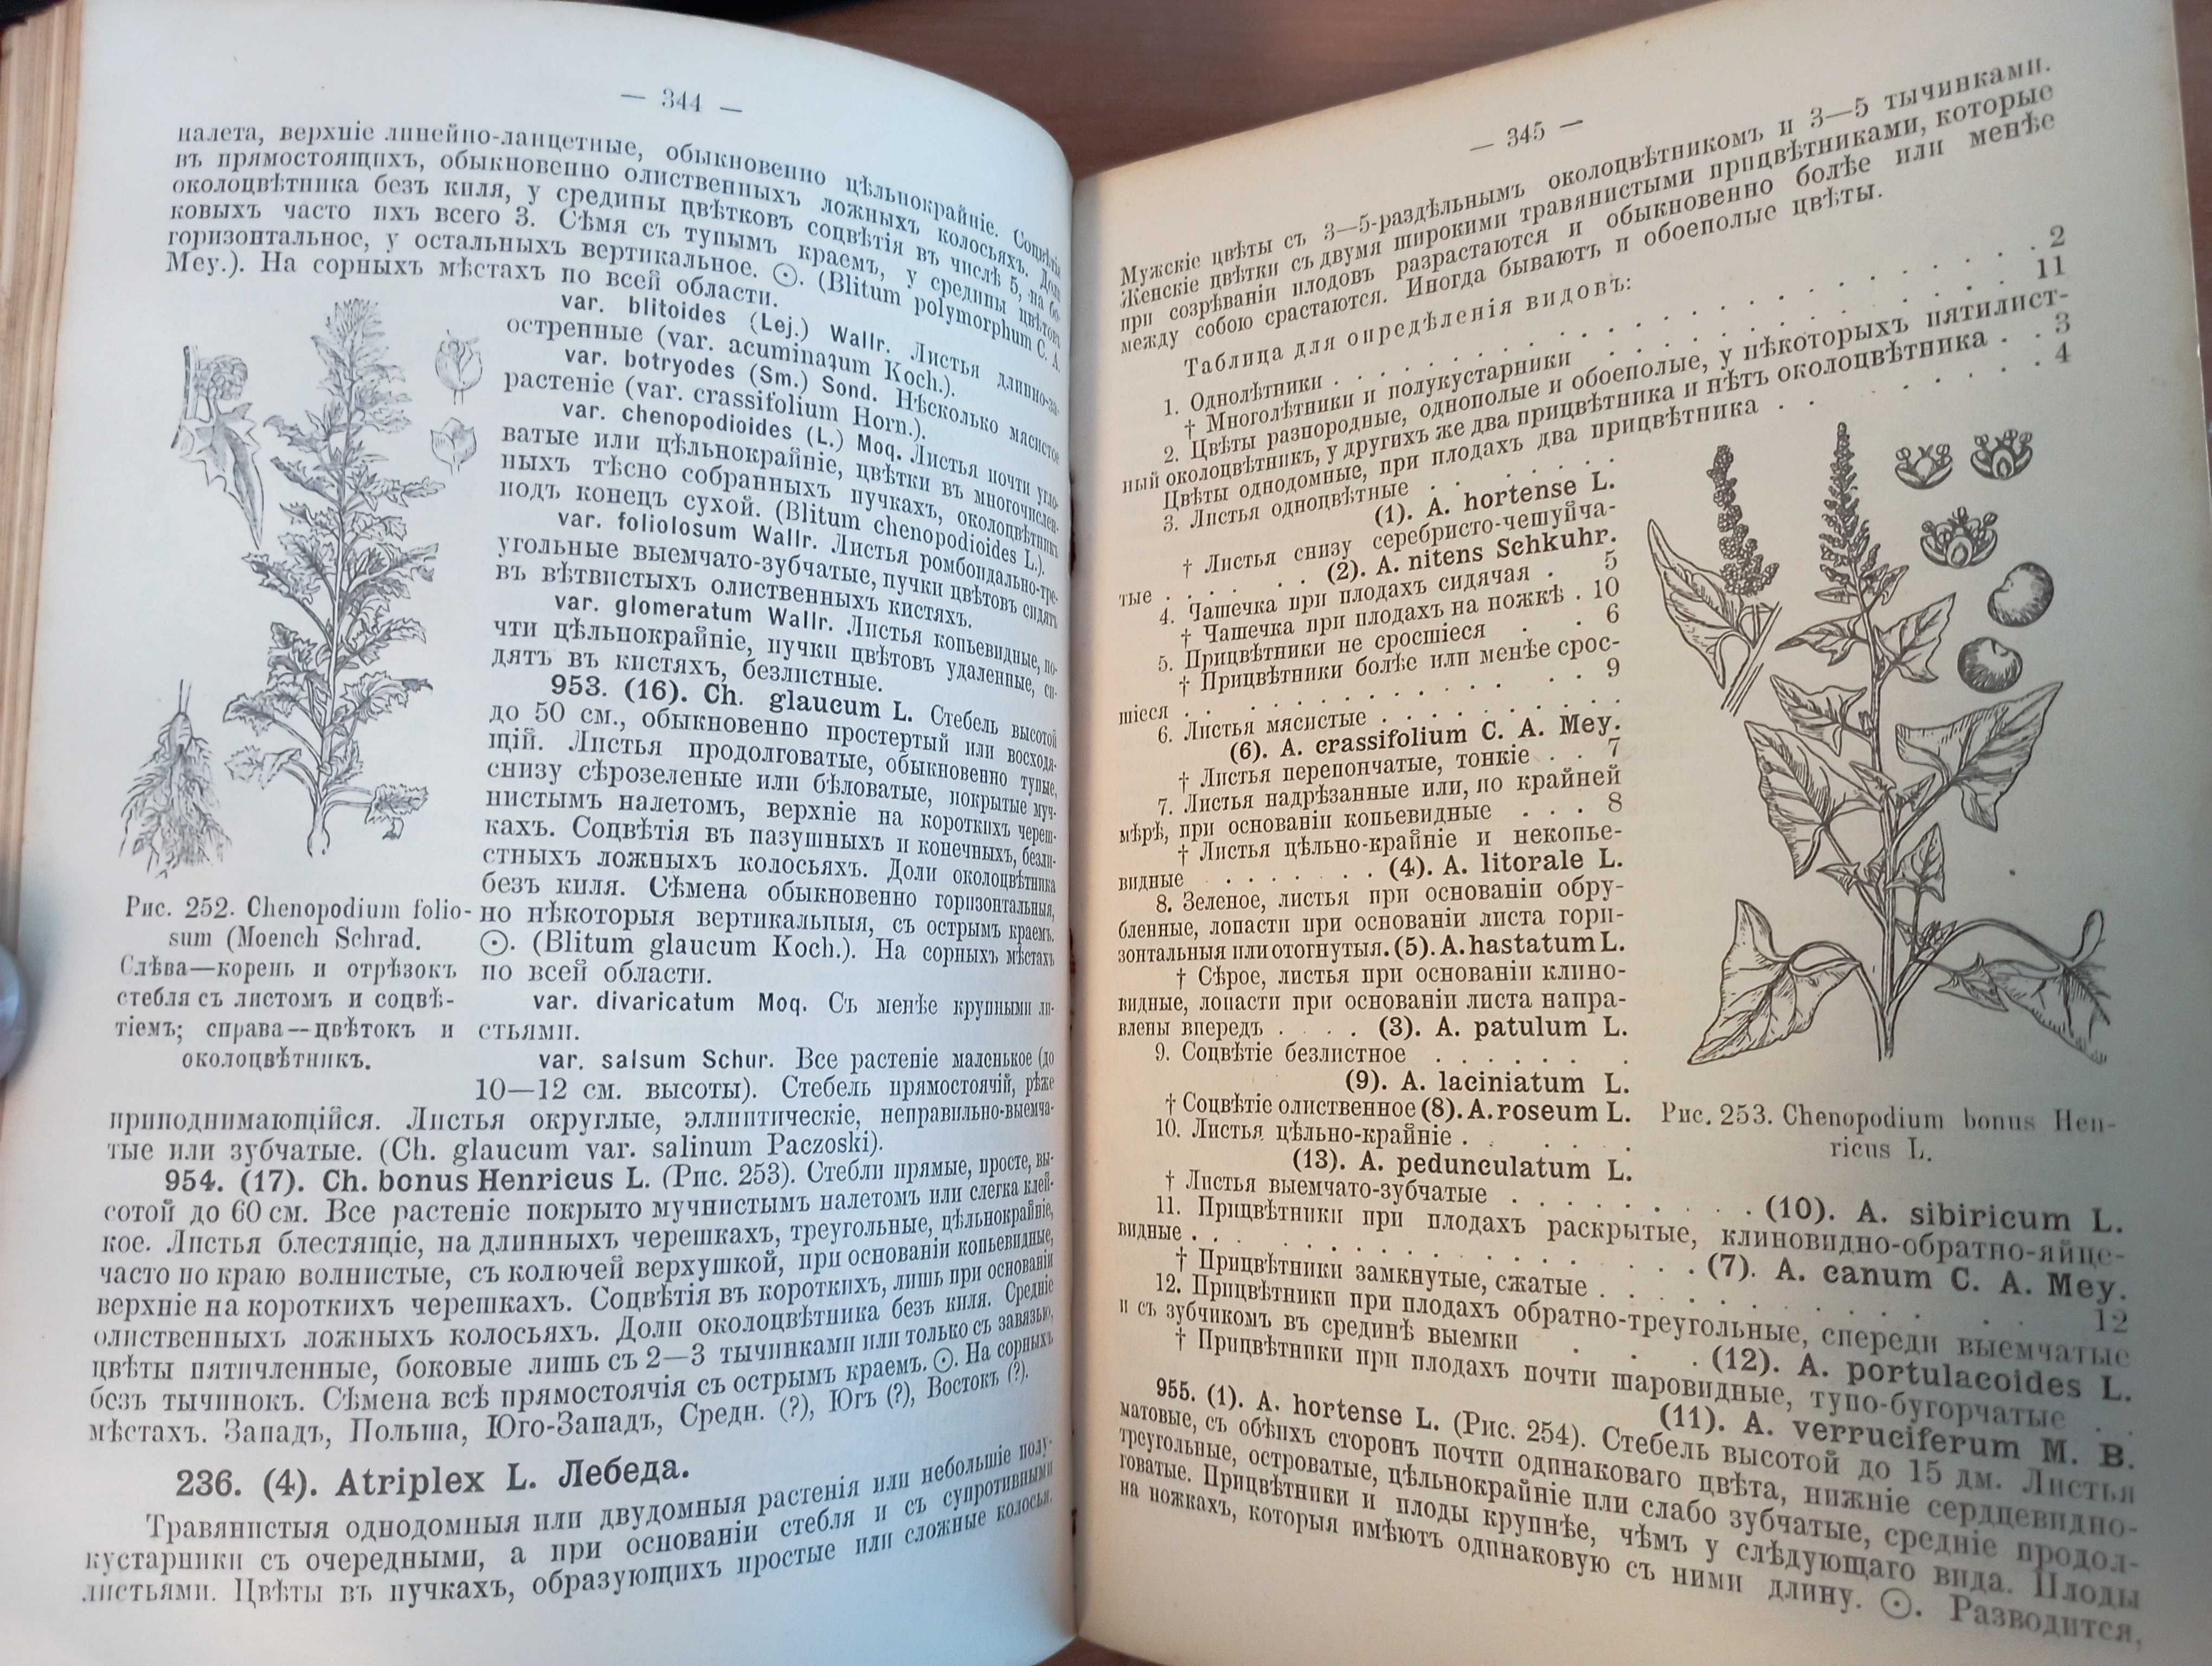 — 344 —
налета, верхніе линейно-ланцетные, обыкновенно цѣльнокрайніе. Соцвѣтія
въ прямостоящихъ, обыкновенно олиственныхъ ложныхъ колосьяхъ. Доли
околоцвѣтника безъ киля, у средины цвѣтковъ соцвѣтія въ числѣ 5, на бо-
ковыхъ часто ихъ всего 3. Сѣмя съ тупымъ краемъ, у средины цвѣтовъ
горизонтальное, у остальныхъ вертикальное. ⊙. (Blitum polymorphum C. A.
Mey.). На сорныхъ мѣстахъ по всей области.
var. blitoides (Lej.) Wallr. Листья длинно-за-
остренные (var. acuminatum Koch.).
var. botryodes (Sm.) Sond. Нѣсколько мясистое
растеніе (var. crassifolium Horn.).
var. chenopodioides (L.) Moq. Листья почти угло-
ватые или цѣльнокрайніе, цвѣтки въ многочислен-
ныхъ тѣсно собранныхъ пучкахъ, околоцвѣтникъ
подъ конецъ сухой. (Blitum chenopodioides L.).
var. foliolosum Wallr. Листья ромбоидально-тре-
угольные выемчато-зубчатые, пучки цвѣтовъ сидятъ
въ вѣтвистыхъ олиственныхъ кистяхъ.
var. glomeratum Wallr. Листья копьевидные, по-
чти цѣльнокрайніе, пучки цвѣтовъ удаленные, си-
дятъ въ кистяхъ, безлистные.
953. (16). Ch. glaucum L. Стебель высотой
до 50 см., обыкновенно простертый или восходя-
щій. Листья продолговатые, обыкновенно тупые,
снизу сѣрозеленые или бѣловатые, покрытые муч-
нистымъ налетомъ, верхніе на короткихъ череш-
кахъ. Соцвѣтія въ пазушныхъ и конечныхъ, безли-
стныхъ ложныхъ колосьяхъ. Доли околоцвѣтника
безъ киля. Сѣмена обыкновенно горизонтальныя,
но нѣкоторыя вертикальныя, съ острымъ краемъ.
⊙. (Blitum glaucum Koch.). На сорныхъ мѣстахъ
по всей области.
var. divaricatum Moq. Съ менѣе крупными ли-
стьями.
var. salsum Schur. Все растеніе маленькое (до
10—12 см. высоты). Стебель прямостоячій, рѣже
приподнимающійся. Листья округлые, эллиптическіе, неправильно-выемча-
тые или зубчатые. (Ch. glaucum var. salinum Paczoski).
Рис. 252. Chenopodium folio-
sum (Moench Schrad.
Слѣва—корень и отрѣзокъ
стебля съ листомъ и соцвѣ-
тіемъ; справа—цвѣтокъ и
околоцвѣтникъ.
954. (17). Ch. bonus Henricus L. (Рис. 253). Стебли прямые, просте, вы-
сотой до 60 см. Все растеніе покрыто мучнистымъ налетомъ или слегка клей-
кое. Листья блестящіе, на длинныхъ черешкахъ, треугольные, цѣльнокрайніе,
часто по краю волнистые, съ колючей верхушкой, при основаніи копьевидные,
верхніе на короткихъ черешкахъ. Соцвѣтія въ короткихъ, лишь при основаніи
олиственныхъ ложныхъ колосьяхъ. Доли околоцвѣтника безъ киля. Средніе
цвѣты пятичленные, боковые лишь съ 2—3 тычинками или только съ завязью,
безъ тычинокъ. Сѣмена всѣ прямостоячія съ острымъ краемъ. ⊙. На сорныхъ
мѣстахъ. Западъ, Польша, Юго-Западъ, Средн. (?), Югъ (?), Востокъ (?).
236. (4). Atriplex L. Лебеда.
Травянистыя однодомныя или двудомныя растенія или небольшіе полу-
кустарники съ очередными, а при основаніи стебля и съ супротивными
листьями. Цвѣты въ пучкахъ, образующихъ простые или сложные колосья.
— 345 —
Мужскіе цвѣты съ 3—5-раздѣльнымъ околоцвѣтникомъ и 3—5 тычинками.
Женскіе цвѣтки съ двумя широкими травянистыми прицвѣтниками, которые
при созрѣваніи плодовъ разрастаются и обыкновенно болѣе или менѣе
между собою срастаются. Иногда бываютъ и обоеполые цвѣты.
Таблица для опредѣленія видовъ:
1. Однолѣтники . . . . . . . . . . . . . . 2
† Многолѣтники и полукустарники . . . . . . . 11
2. Цвѣты разнородные, однополые и обоеполые, у нѣкоторыхъ пятилист-
ный околоцвѣтникъ, у другихъ же два прицвѣтника и нѣтъ околоцвѣтника . . 3
Цвѣты однодомные, при плодахъ два прицвѣтника . . . . . . 4
3. Листья одноцвѣтные . . . . . .
(1). A. hortense L.
† Листья снизу серебристо-чешуйча-
тые . . . . . . (2). A. nitens Schkuhr.
4. Чашечка при плодахъ сидячая . 5
† Чашечка при плодахъ на ножкѣ . 10
5. Прицвѣтники не сросшіеся . . 6
† Прицвѣтники болѣе или менѣе срос-
шіеся . . . . . . . . . . 9
6. Листья мясистые . . . . . . .
(6). A. crassifolium C. A. Mey.
† Листья перепончатые, тонкіе . . 7
7. Листья надрѣзанные или, по крайней
мѣрѣ, при основаніи копьевидные . . . 8
† Листья цѣльно-крайніе и некопье-
видные . . . . . . (4). A. litorale L.
8. Зеленое, листья при основаніи обру-
бленные, лопасти при основаніи листа гори-
зонтальныя или отогнутыя. (5). A. hastatum L.
† Сѣрое, листья при основаніи клино-
видные, лопасти при основаніи листа напра-
влены впередъ . . . . (3). A. patulum L.
9. Соцвѣтіе безлистное . . . . . .
(9). A. laciniatum L.
† Соцвѣтіе олиственное (8). A. roseum L.
10. Листья цѣльно-крайніе . . . . .
(13). A. pedunculatum L.
Рис. 253. Chenopodium bonus Hen-
ricus L.
† Листья выемчато-зубчатые . . . . . . . . (10). A. sibiricum L.
11. Прицвѣтники при плодахъ раскрытые, клиновидно-обратно-яйце-
видные . . . . . . . . . . . . . . (7). A. canum C. A. Mey.
† Прицвѣтники замкнутые, сжатые . . . . . . . . . . 12
12. Прицвѣтники при плодахъ обратно-треугольные, спереди выемчатые
и съ зубчикомъ въ срединѣ выемки . . . . (12). A. portulacoides L.
† Прицвѣтники при плодахъ почти шаровидные, тупо-бугорчатые . .
(11). A. verruciferum M. B.
955. (1). A. hortense L. (Рис. 254). Стебель высотой до 15 дм. Листья
матовые, съ обѣихъ сторонъ почти одинаковаго цвѣта, нижніе сердцевидно-
треугольные, островатые, цѣльнокрайніе или слабо зубчатые, средніе продол-
говатые. Прицвѣтники и плоды крупнѣе, чѣмъ у слѣдующаго вида. Плоды
на ножкахъ, которыя имѣютъ одинаковую съ ними длину. ⊙. Разводится,